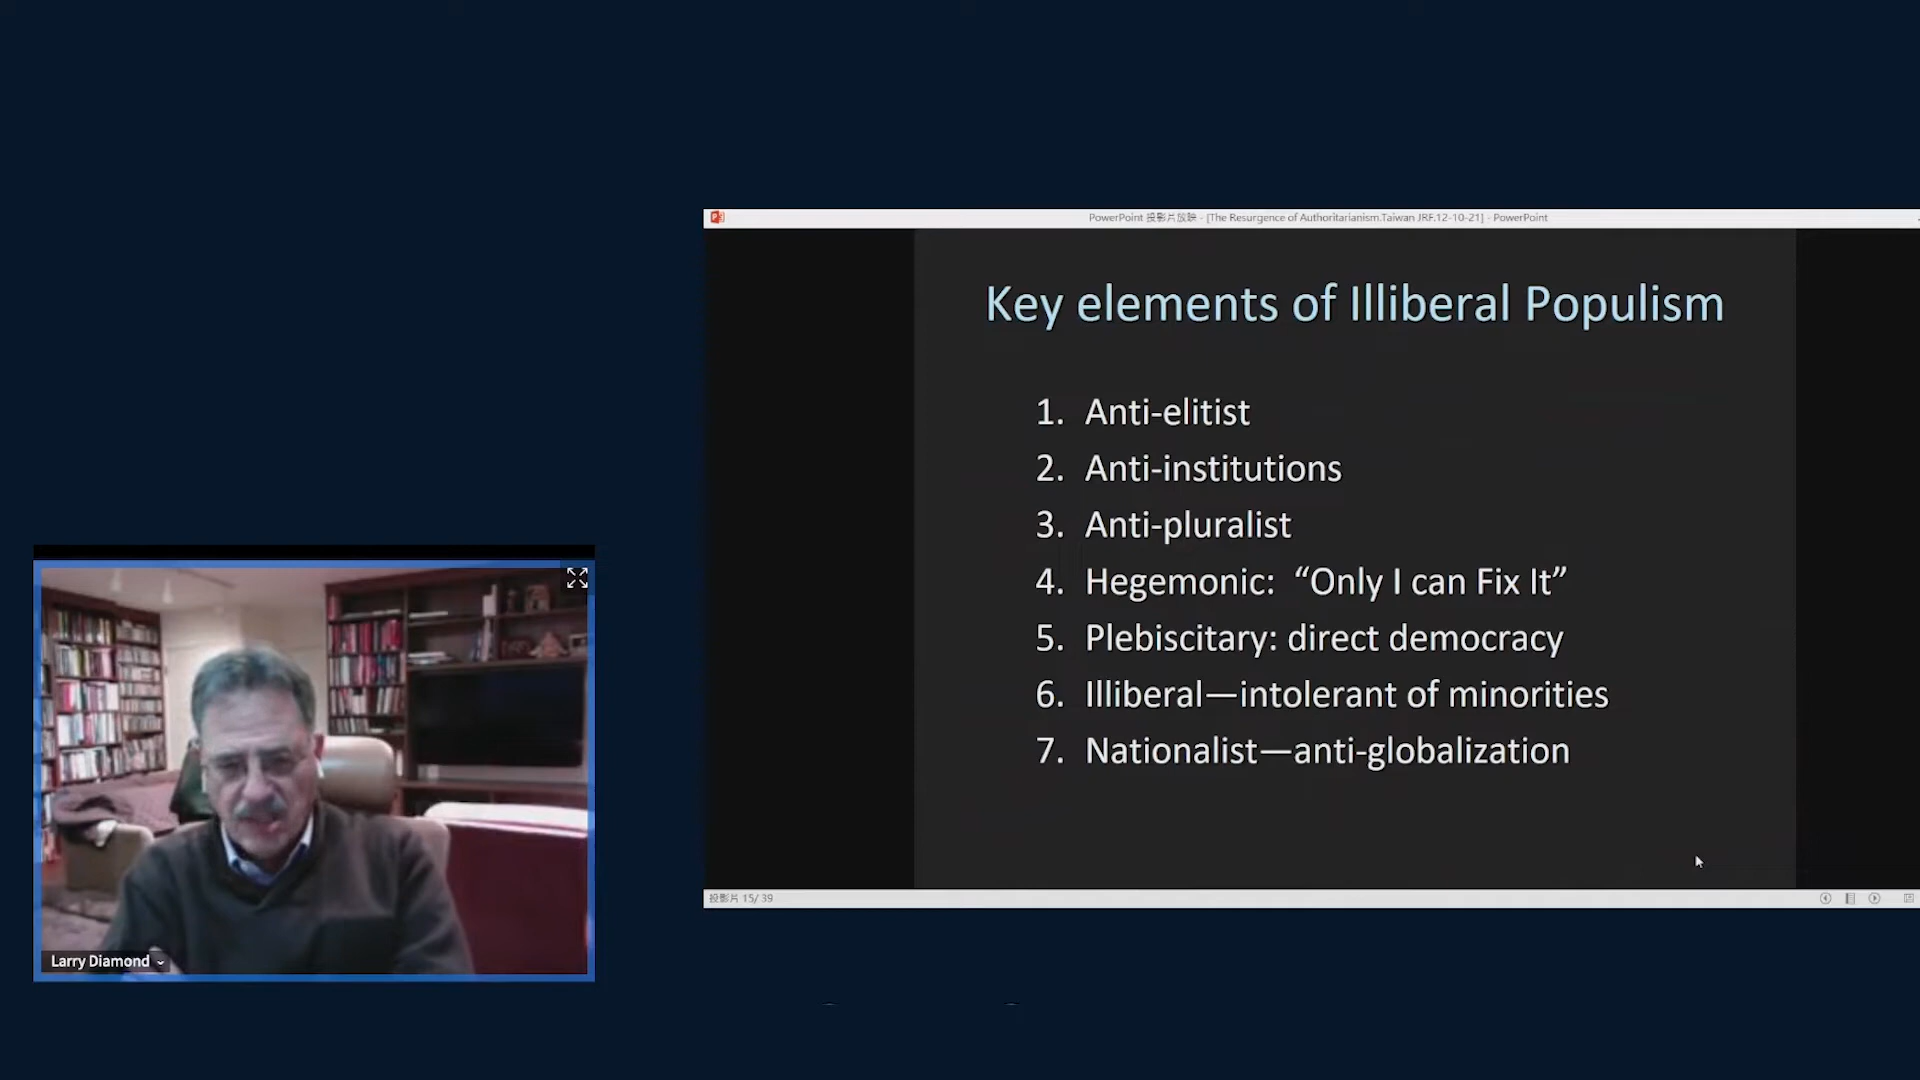 PowerPoint 投影片放映 - [The Resurgence of Authoritarianism.Taiwan JRF.12-10-21] - PowerPoint
Key elements of Illiberal Populism
1. Anti-elitist
2. Anti-institutions
3. Anti-pluralist
4. Hegemonic: “Only I can Fix It”
5. Plebiscitary: direct democracy
6. Illiberal—intolerant of minorities
7. Nationalist—anti-globalization
投影片 15/ 39
Larry Diamond